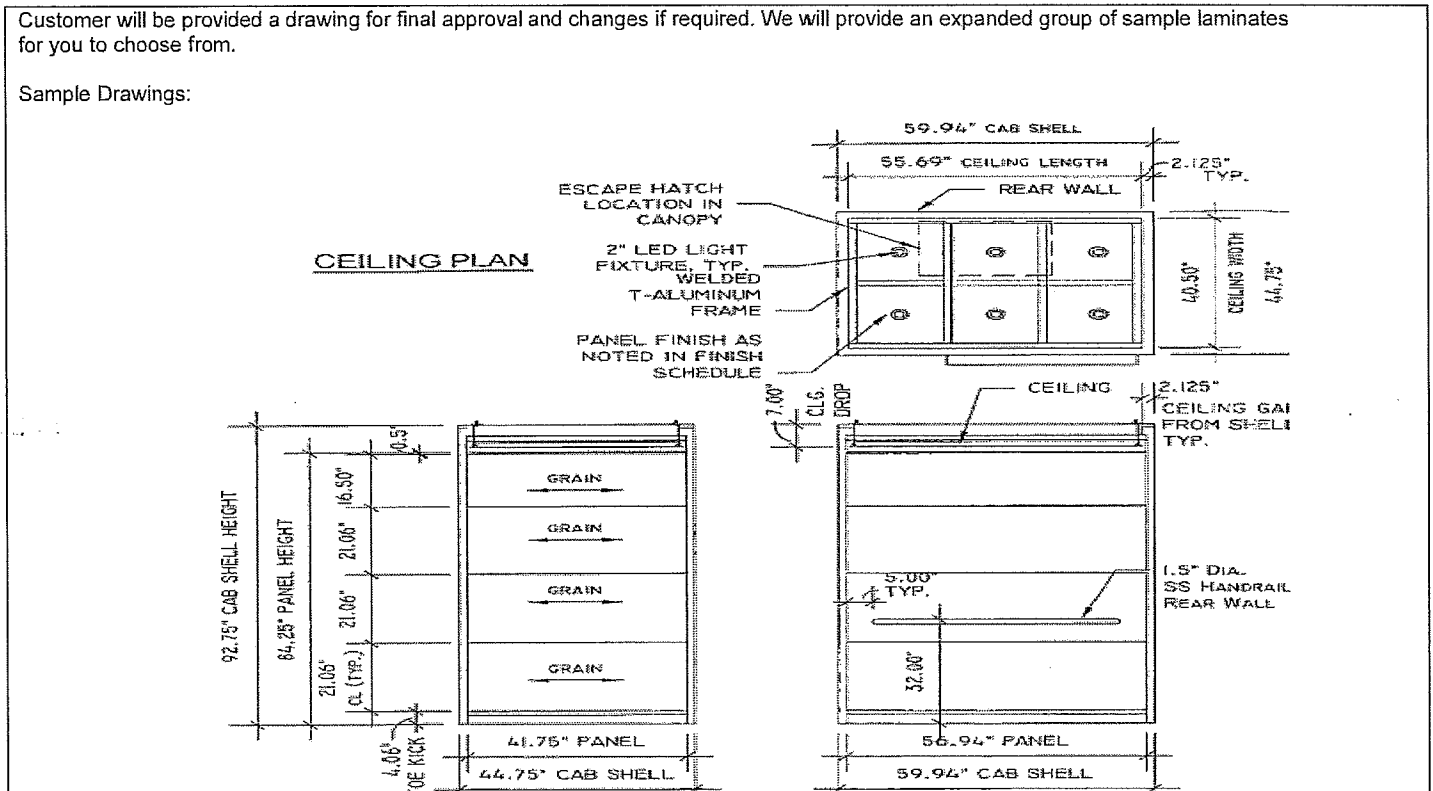 Customer will be provided a drawing for final approval and changes if required. We will provide an expanded group of sample laminates
for you to choose from.
Sample Drawings:
59.94" CAB SHELL
55.69" CEILING LENGTH
2.125"
TYP.
ESCAPE HATCH
LOCATION IN
CANOPY
REAR WALL
CEILING PLAN
2" LED LIGHT
FIXTURE, TYP.
WELDED
T-ALUMINUM
FRAME
PANEL FINISH AS
NOTED IN FINISH
SCHEDULE
40.50"
CEILING WIDTH
44.75"
7.00"
CLG.
DROP
CEILING
2.125"
CEILING GA
FROM SHEL
TYP.
92.75" CAB SHELL HEIGHT
84.25" PANEL HEIGHT
0.5"
16.50"
21.06"
21.06"
21.06"
CL (TYP.)
4.06"
TOE KICK
GRAIN
GRAIN
GRAIN
GRAIN
5.00"
TYP.
1.5" DIA.
SS HANDRAIL
REAR WALL
32.00"
41.75" PANEL
44.75" CAB SHELL
56.94" PANEL
59.94" CAB SHELL